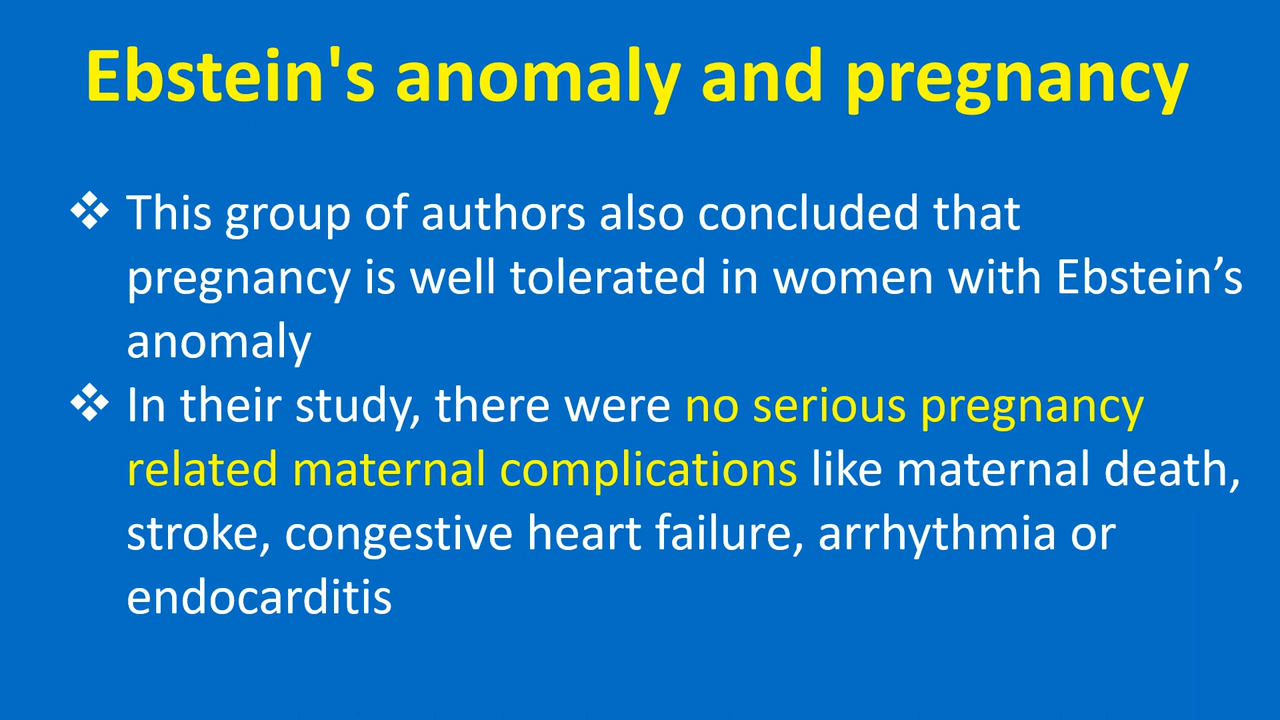 Ebstein's anomaly and pregnancy
❖ This group of authors also concluded that
pregnancy is well tolerated in women with Ebstein’s
anomaly
❖ In their study, there were no serious pregnancy
related maternal complications like maternal death,
stroke, congestive heart failure, arrhythmia or
endocarditis